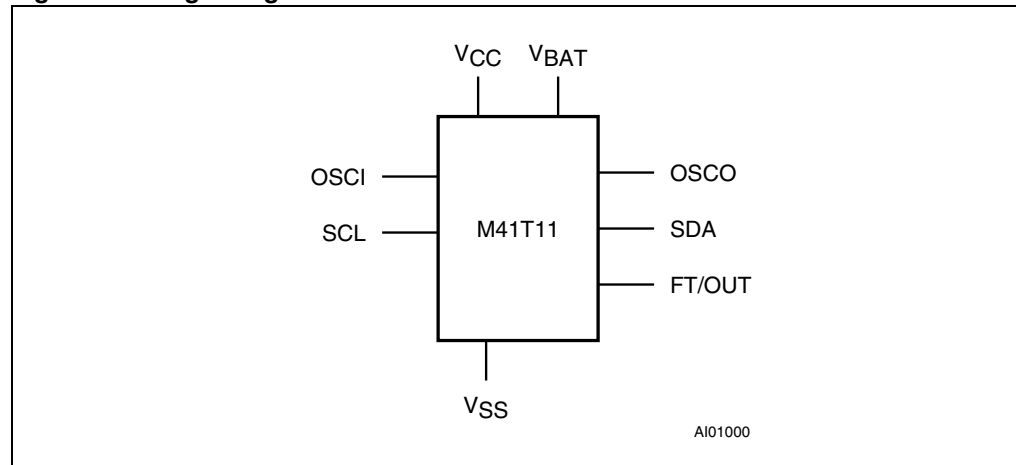 VCC VBAT
OSCI OSCO
SCL M41T11 SDA
FT/OUT
VSS
AI01000